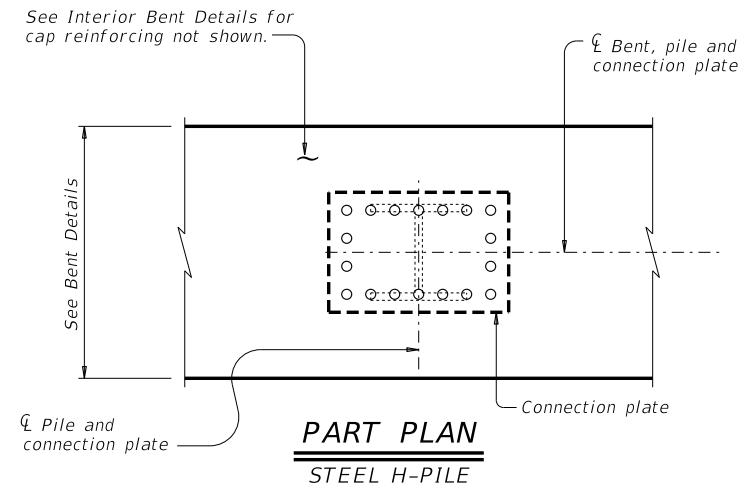 See Interior Bent Details for
cap reinforcing not shown.
℄ Bent, pile and
connection plate
See Bent Details
℄ Pile and
connection plate
Connection plate
PART PLAN
STEEL H-PILE